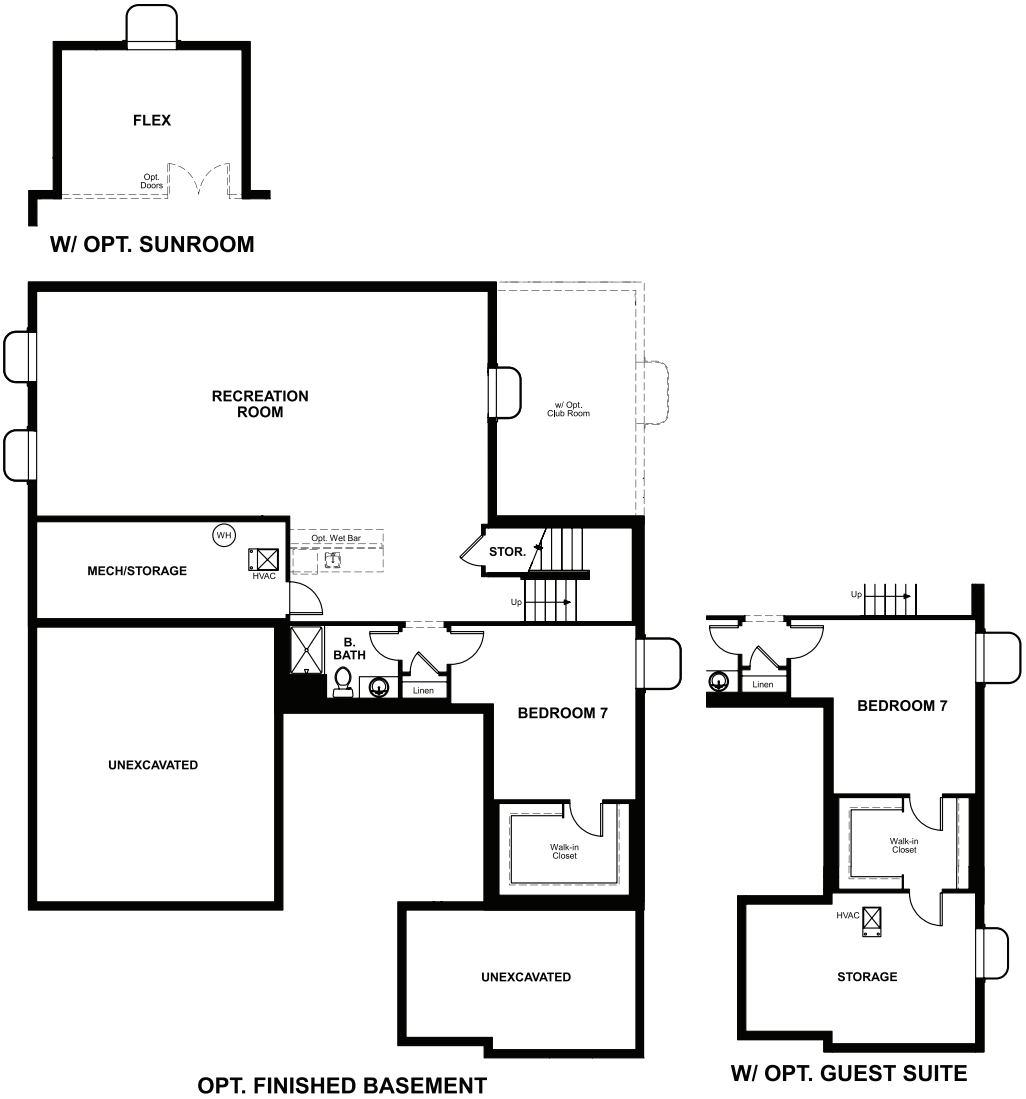 FLEX
Opt.
Doors
W/ OPT. SUNROOM
RECREATION
ROOM
w/ Opt.
Club Room
WH
Opt. Wet Bar
STOR.
MECH/STORAGE
HVAC
Up
B.
BATH
Linen
BEDROOM 7
UNEXCAVATED
Walk-in
Closet
UNEXCAVATED
OPT. FINISHED BASEMENT
Up
Linen
BEDROOM 7
Walk-in
Closet
HVAC
STORAGE
W/ OPT. GUEST SUITE